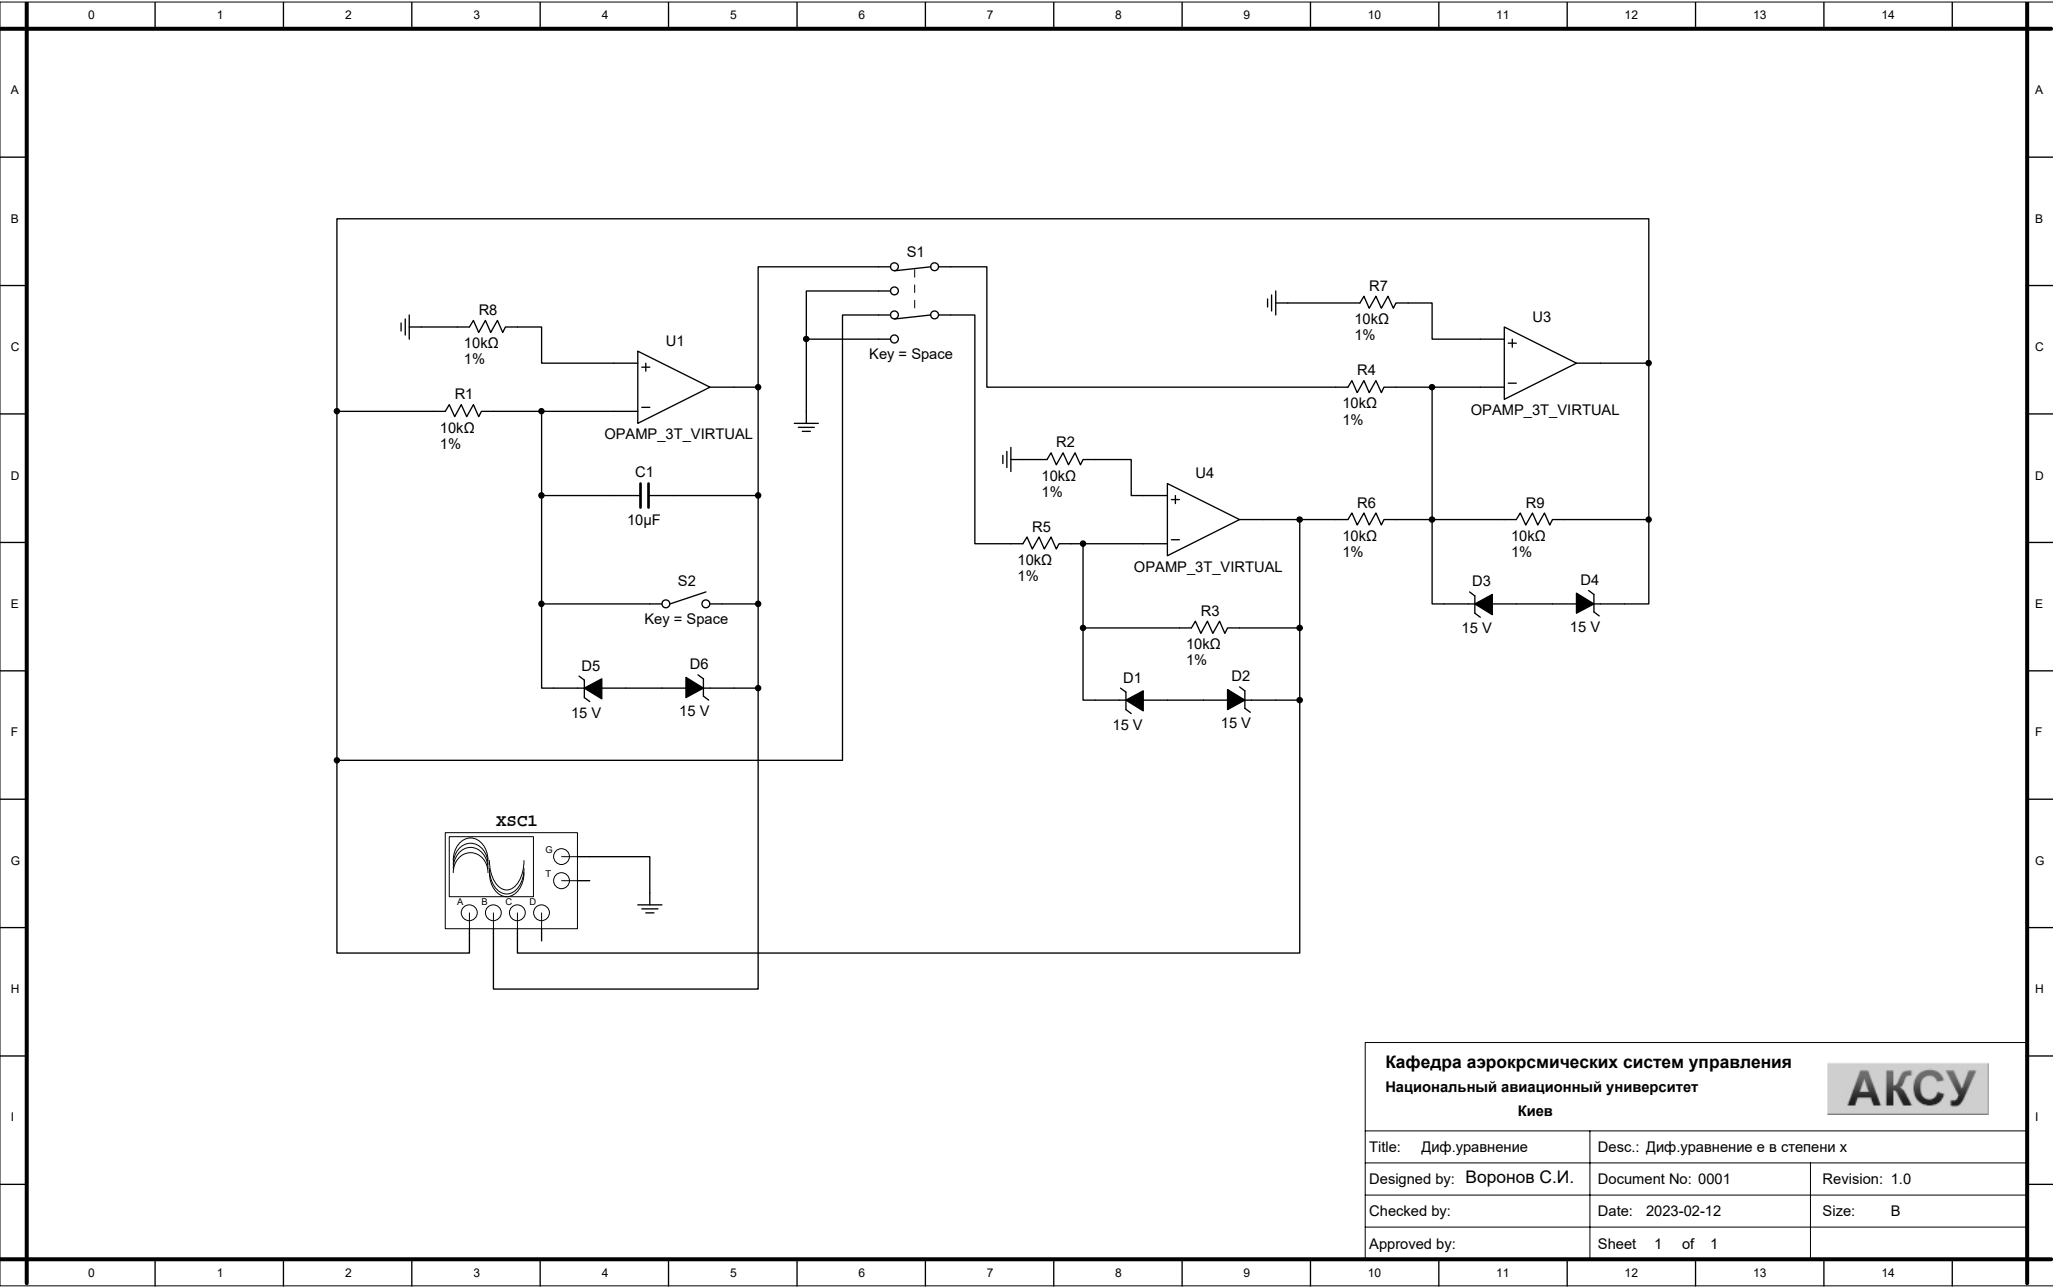 0 1 2 3 4 5 6 7 8 9 10 11 12 13 14
A A
B B
S1
R7
10kΩ
1%
U3
R8
10kΩ
1%
U1
C C
Key = Space
R4
10kΩ
1%
OPAMP_3T_VIRTUAL
R1
10kΩ
1%
OPAMP_3T_VIRTUAL
R2
10kΩ
1%
U4
C1
10µF
D D
R6
10kΩ
1%
R9
10kΩ
1%
R5
10kΩ
1%
OPAMP_3T_VIRTUAL
S2
Key = Space
D3
15 V
D4
15 V
E E
R3
10kΩ
1%
D5
15 V
D6
15 V
D1
15 V
D2
15 V
F F
XSC1
G
T
A B C D
G G
H H
Кафедра аэрокрсмических систем управления
Национальный авиационный университет
Киев
АКСУ
I I
Title: Диф.уравнение
Desc.: Диф.уравнение е в степени х
Designed by: Воронов С.И.
Document No: 0001
Revision: 1.0
Checked by:
Date: 2023-02-12
Size: B
Approved by:
Sheet 1 of 1
0 1 2 3 4 5 6 7 8 9 10 11 12 13 14